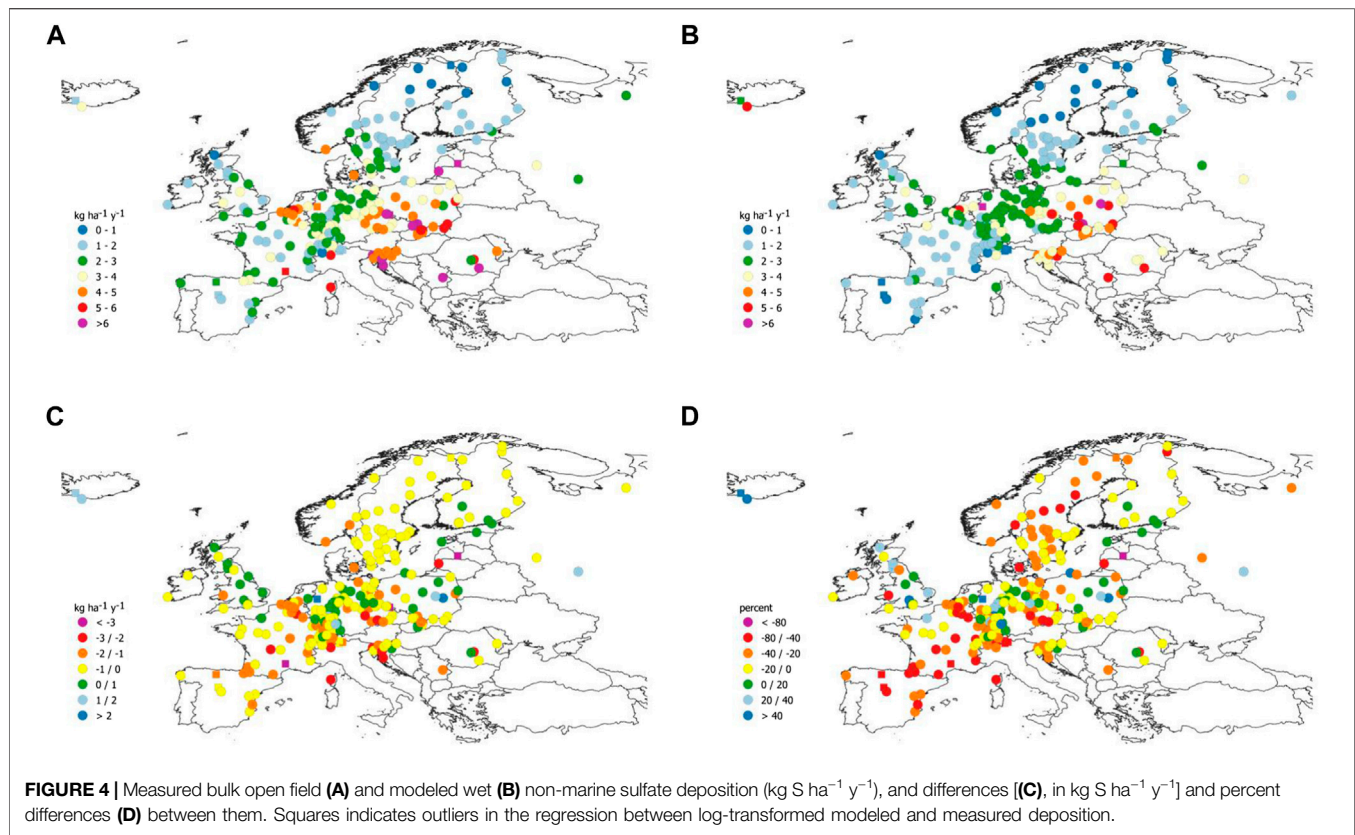 A
B
kg ha⁻¹ y⁻¹
0 - 1
1 - 2
2 - 3
3 - 4
4 - 5
5 - 6
>6
kg ha⁻¹ y⁻¹
0 - 1
1 - 2
2 - 3
3 - 4
4 - 5
5 - 6
>6
C
D
kg ha⁻¹ y⁻¹
< -3
-3 / -2
-2 / -1
-1 / 0
0 / 1
1 / 2
> 2
percent
< -80
-80 / -40
-40 / -20
-20 / 0
0 / 20
20 / 40
> 40
FIGURE 4 | Measured bulk open field (A) and modeled wet (B) non-marine sulfate deposition (kg S ha⁻¹ y⁻¹), and differences [(C), in kg S ha⁻¹ y⁻¹] and percent
differences (D) between them. Squares indicates outliers in the regression between log-transformed modeled and measured deposition.